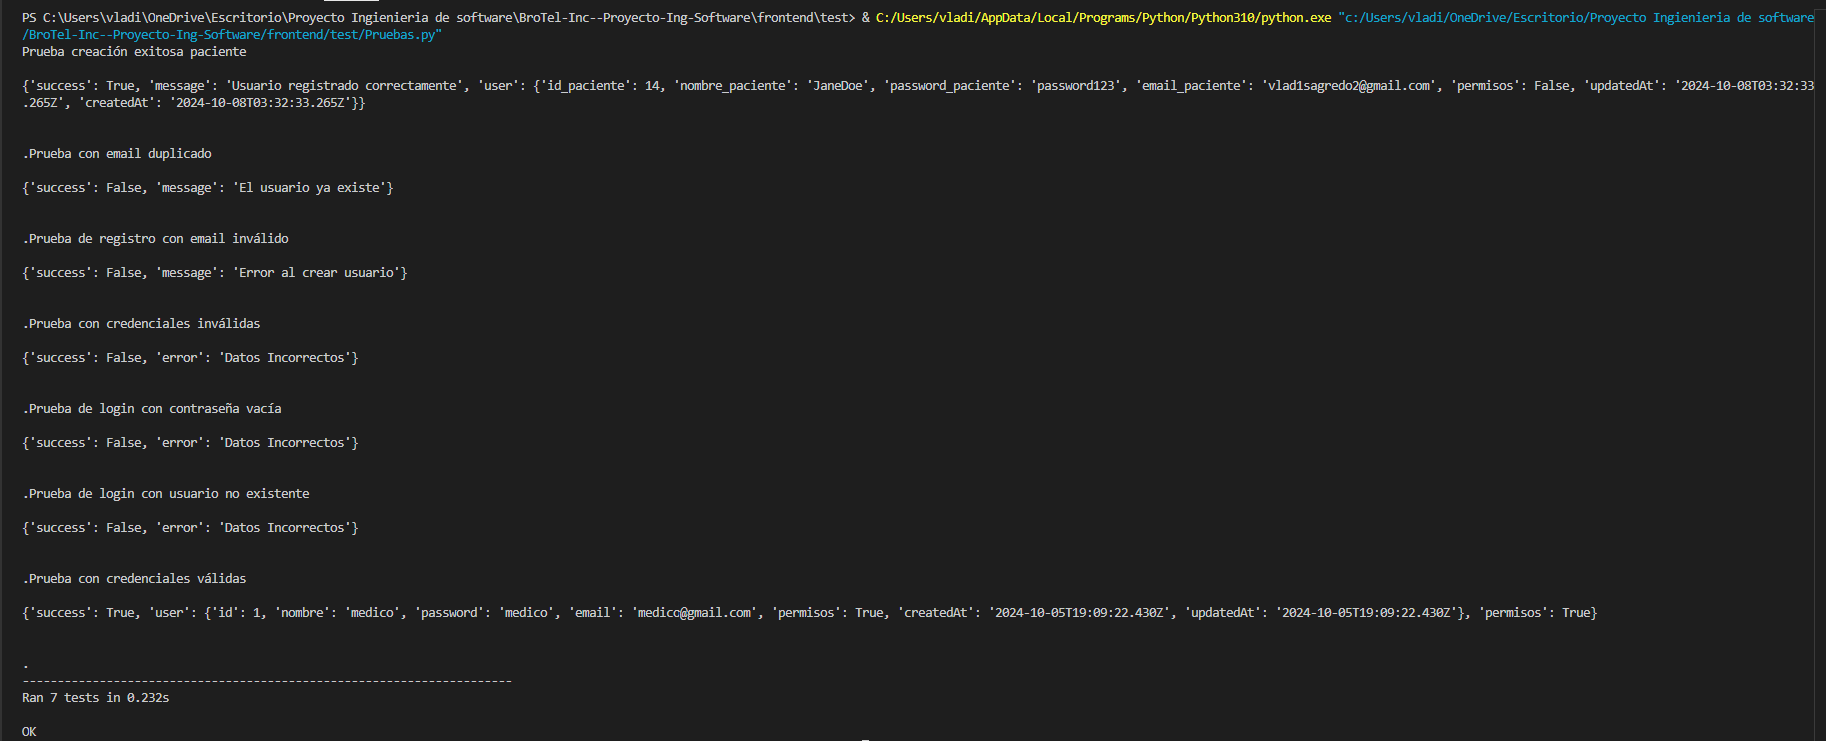 PS C:\Users\vladi\OneDrive\Escritorio\Proyecto Ingienieria de software\BroTel-Inc--Proyecto-Ing-Software\frontend\test> & C:/Users/vladi/AppData/Local/Programs/Python/Python310/python.exe "c:/Users/vladi/OneDrive/Escritorio/Proyecto Ingienieria de software
/BroTel-Inc--Proyecto-Ing-Software/frontend/test/Pruebas.py"
Prueba creación exitosa paciente
{'success': True, 'message': 'Usuario registrado correctamente', 'user': {'id_paciente': 14, 'nombre_paciente': 'JaneDoe', 'password_paciente': 'password123', 'email_paciente': 'vlad1sagredo2@gmail.com', 'permisos': False, 'updatedAt': '2024-10-08T03:32:33
.265Z', 'createdAt': '2024-10-08T03:32:33.265Z'}}
.Prueba con email duplicado
{'success': False, 'message': 'El usuario ya existe'}
.Prueba de registro con email inválido
{'success': False, 'message': 'Error al crear usuario'}
.Prueba con credenciales inválidas
{'success': False, 'error': 'Datos Incorrectos'}
.Prueba de login con contraseña vacía
{'success': False, 'error': 'Datos Incorrectos'}
.Prueba de login con usuario no existente
{'success': False, 'error': 'Datos Incorrectos'}
.Prueba con credenciales válidas
{'success': True, 'user': {'id': 1, 'nombre': 'medico', 'password': 'medico', 'email': 'medico@gmail.com', 'permisos': True, 'createdAt': '2024-10-05T19:09:22.430Z', 'updatedAt': '2024-10-05T19:09:22.430Z'}, 'permisos': True}
.
----------------------------------------------------------------------
Ran 7 tests in 0.232s
OK